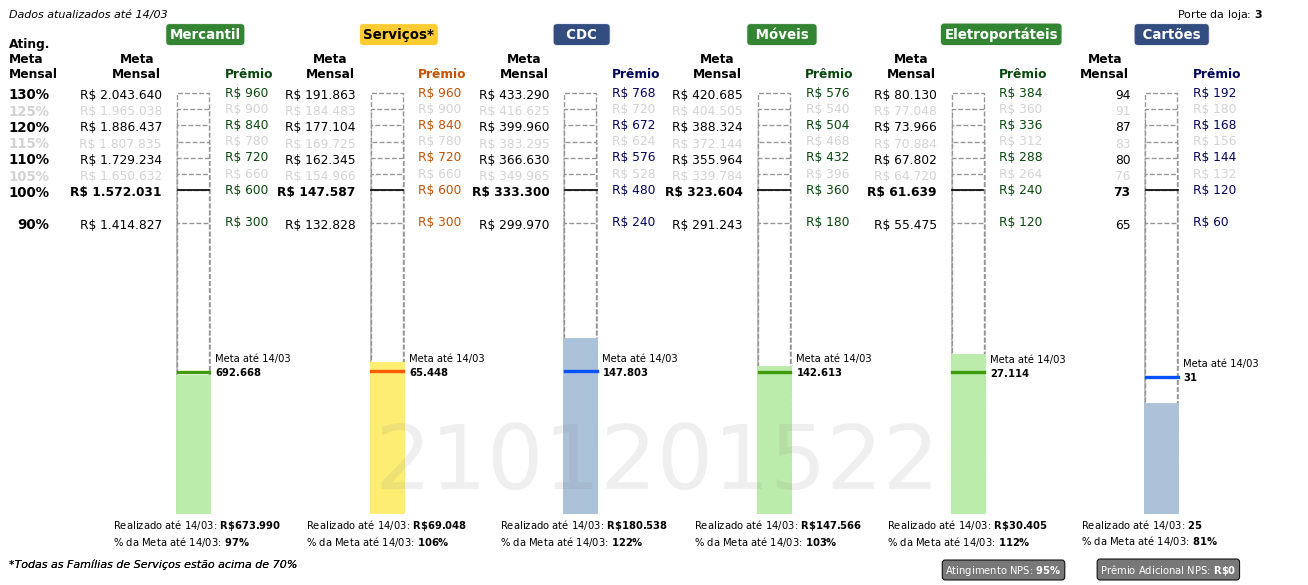 Dados atualizados até 14/03 Porte da loja: 3
Mercantil Serviços* CDC Móveis Eletroportáteis Cartões
Ating.
Meta Meta Meta Meta Meta Meta Meta
Mensal Mensal Prêmio Mensal Prêmio Mensal Prêmio Mensal Prêmio Mensal Prêmio Mensal Prêmio
130% R$ 2.043.640 R$ 960 R$ 191.863 R$ 960 R$ 433.290 R$ 768 R$ 420.685 R$ 576 R$ 80.130 R$ 384 94 R$ 192
125% R$ 1.965.038 R$ 900 R$ 184.483 R$ 900 R$ 416.625 R$ 720 R$ 404.505 R$ 540 R$ 77.048 R$ 360 91 R$ 180
120% R$ 1.886.437 R$ 840 R$ 177.104 R$ 840 R$ 399.960 R$ 672 R$ 388.324 R$ 504 R$ 73.966 R$ 336 87 R$ 168
115% R$ 1.807.835 R$ 780 R$ 169.725 R$ 780 R$ 383.295 R$ 624 R$ 372.144 R$ 468 R$ 70.884 R$ 312 83 R$ 156
110% R$ 1.729.234 R$ 720 R$ 162.345 R$ 720 R$ 366.630 R$ 576 R$ 355.964 R$ 432 R$ 67.802 R$ 288 80 R$ 144
105% R$ 1.650.632 R$ 660 R$ 154.966 R$ 660 R$ 349.965 R$ 528 R$ 339.784 R$ 396 R$ 64.720 R$ 264 76 R$ 132
100% R$ 1.572.031 R$ 600 R$ 147.587 R$ 600 R$ 333.300 R$ 480 R$ 323.604 R$ 360 R$ 61.639 R$ 240 73 R$ 120
90% R$ 1.414.827 R$ 300 R$ 132.828 R$ 300 R$ 299.970 R$ 240 R$ 291.243 R$ 180 R$ 55.475 R$ 120 65 R$ 60
Meta até 14/03 Meta até 14/03 Meta até 14/03 Meta até 14/03 Meta até 14/03 Meta até 14/03
692.668 65.448 147.803 142.613 27.114 31
2101201522
Realizado até 14/03: R$673.990 Realizado até 14/03: R$69.048 Realizado até 14/03: R$180.538 Realizado até 14/03: R$147.566 Realizado até 14/03: R$30.405 Realizado até 14/03: 25
% da Meta até 14/03: 97% % da Meta até 14/03: 106% % da Meta até 14/03: 122% % da Meta até 14/03: 103% % da Meta até 14/03: 112% % da Meta até 14/03: 81%
*Todas as Famílias de Serviços estão acima de 70% Atingimento NPS: 95% Prêmio Adicional NPS: R$0